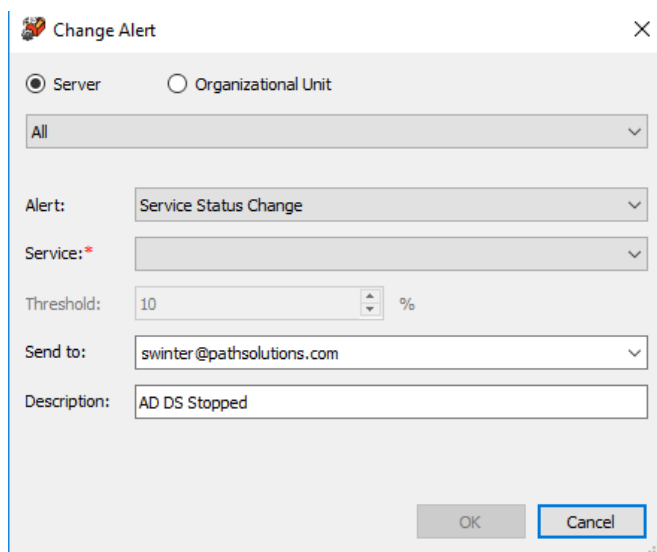 Change Alert
Server Organizational Unit
All
Alert: Service Status Change
Service:*
Threshold: 10 %
Send to: swinter@pathsolutions.com
Description: AD DS Stopped
OK Cancel